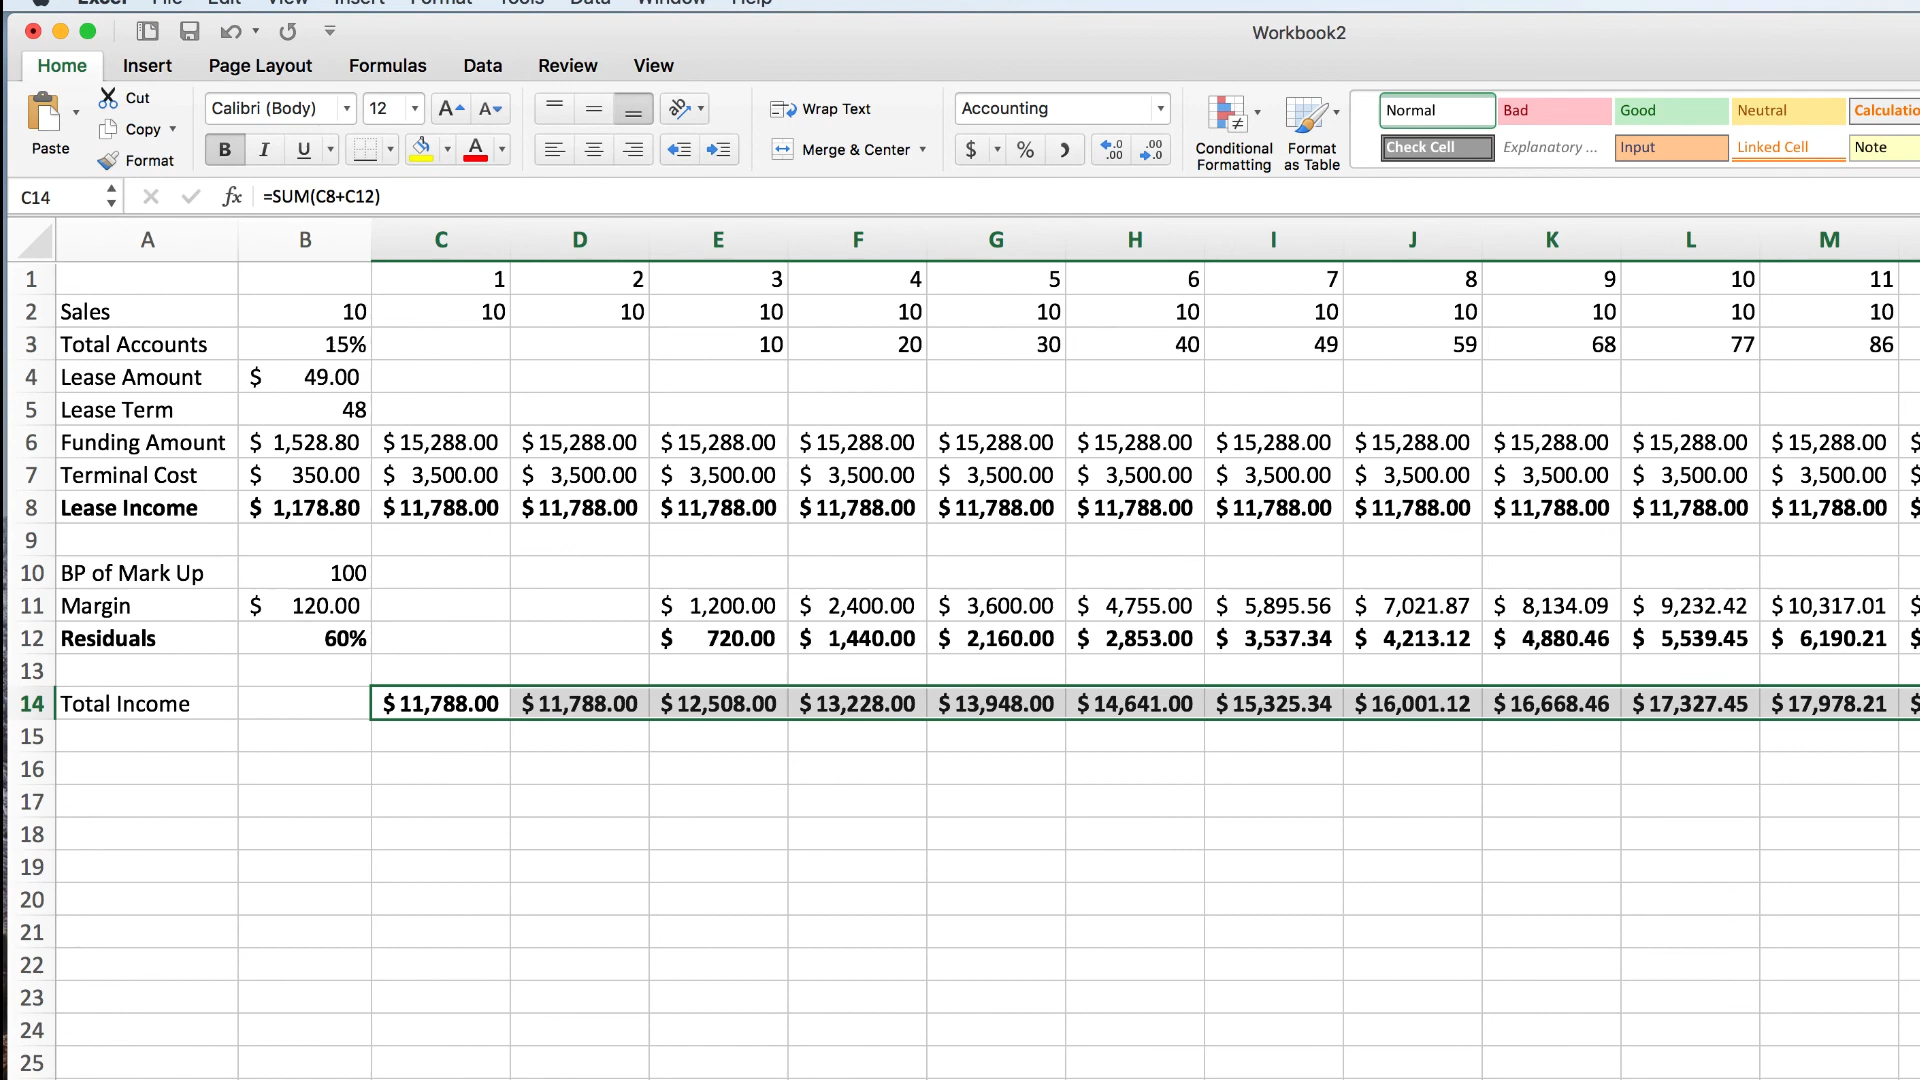 Excel File Edit View Insert Format Tools Data Window Help
Workbook2
Home Insert Page Layout Formulas Data Review View
Paste
Cut
Copy
Format
Calibri (Body) 12
B I U
Wrap Text
Merge & Center
Accounting
$ %
Conditional Formatting
Format as Table
Normal Bad Good Neutral Calculatio
Check Cell Explanatory ... Input Linked Cell Note
C14 fx =SUM(C8+C12)
A B C D E F G H I J K L M
1 1 2 3 4 5 6 7 8 9 10 11
2 Sales 10 10 10 10 10 10 10 10 10 10 10 10
3 Total Accounts 15% 10 20 30 40 49 59 68 77 86
4 Lease Amount $ 49.00
5 Lease Term 48
6 Funding Amount $ 1,528.80 $ 15,288.00 $ 15,288.00 $ 15,288.00 $ 15,288.00 $ 15,288.00 $ 15,288.00 $ 15,288.00 $ 15,288.00 $ 15,288.00 $ 15,288.00 $ 15,288.00 $
7 Terminal Cost $ 350.00 $ 3,500.00 $ 3,500.00 $ 3,500.00 $ 3,500.00 $ 3,500.00 $ 3,500.00 $ 3,500.00 $ 3,500.00 $ 3,500.00 $ 3,500.00 $ 3,500.00 $
8 Lease Income $ 1,178.80 $ 11,788.00 $ 11,788.00 $ 11,788.00 $ 11,788.00 $ 11,788.00 $ 11,788.00 $ 11,788.00 $ 11,788.00 $ 11,788.00 $ 11,788.00 $ 11,788.00 $
9
10 BP of Mark Up 100
11 Margin $ 120.00 $ 1,200.00 $ 2,400.00 $ 3,600.00 $ 4,755.00 $ 5,895.56 $ 7,021.87 $ 8,134.09 $ 9,232.42 $ 10,317.01 $
12 Residuals 60% $ 720.00 $ 1,440.00 $ 2,160.00 $ 2,853.00 $ 3,537.34 $ 4,213.12 $ 4,880.46 $ 5,539.45 $ 6,190.21 $
13
14 Total Income $ 11,788.00 $ 11,788.00 $ 12,508.00 $ 13,228.00 $ 13,948.00 $ 14,641.00 $ 15,325.34 $ 16,001.12 $ 16,668.46 $ 17,327.45 $ 17,978.21 $
15
16
17
18
19
20
21
22
23
24
25